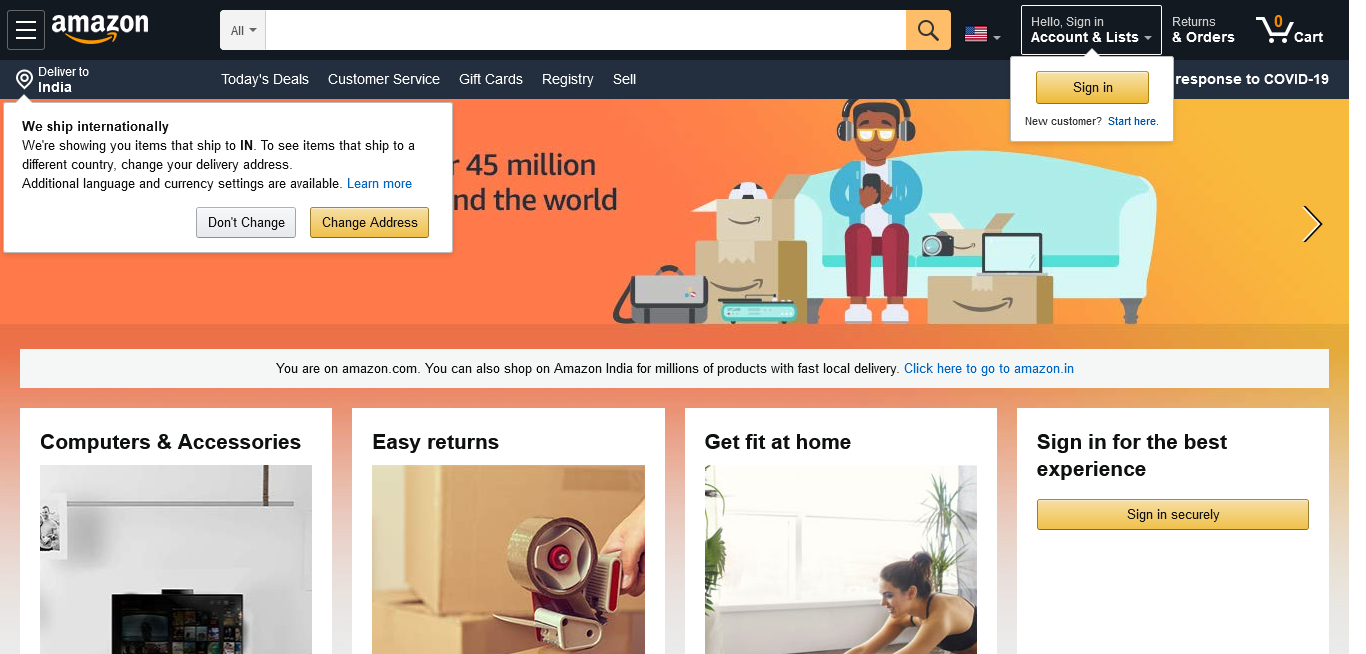 amazon
All
Hello, Sign in
Account & Lists
Returns
& Orders
0
Cart
Deliver to
India
Today's Deals
Customer Service
Gift Cards
Registry
Sell
response to COVID-19
Sign in
New customer? Start here.
We ship internationally
We're showing you items that ship to IN. To see items that ship to a
different country, change your delivery address.
Additional language and currency settings are available. Learn more
Don't Change
Change Address
45 million
the world
You are on amazon.com. You can also shop on Amazon India for millions of products with fast local delivery. Click here to go to amazon.in
Computers & Accessories
Easy returns
Get fit at home
Sign in for the best
experience
Sign in securely